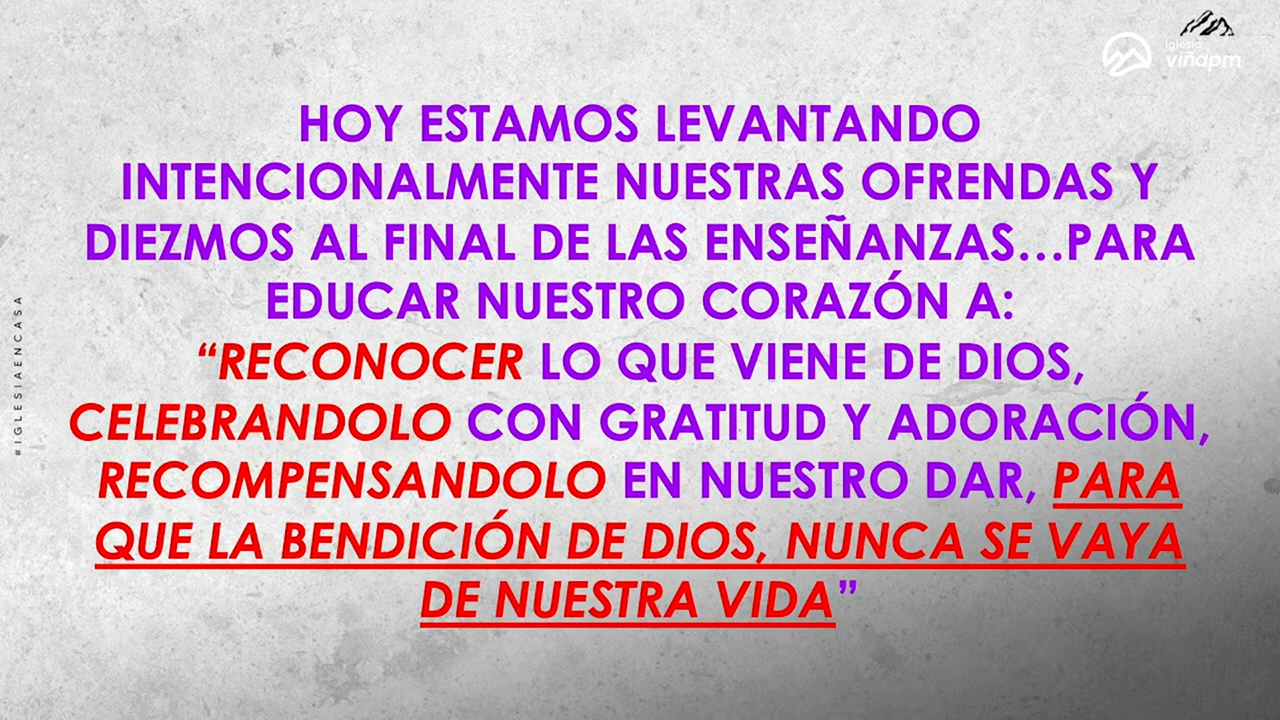 iglesia
viñapm
HOY ESTAMOS LEVANTANDO
INTENCIONALMENTE NUESTRAS OFRENDAS Y
DIEZMOS AL FINAL DE LAS ENSEÑANZAS...PARA
EDUCAR NUESTRO CORAZÓN A:
“RECONOCER LO QUE VIENE DE DIOS,
CELEBRANDOLO CON GRATITUD Y ADORACIÓN,
RECOMPENSANDOLO EN NUESTRO DAR, PARA
QUE LA BENDICIÓN DE DIOS, NUNCA SE VAYA
DE NUESTRA VIDA”
#IGLESIAENCASA